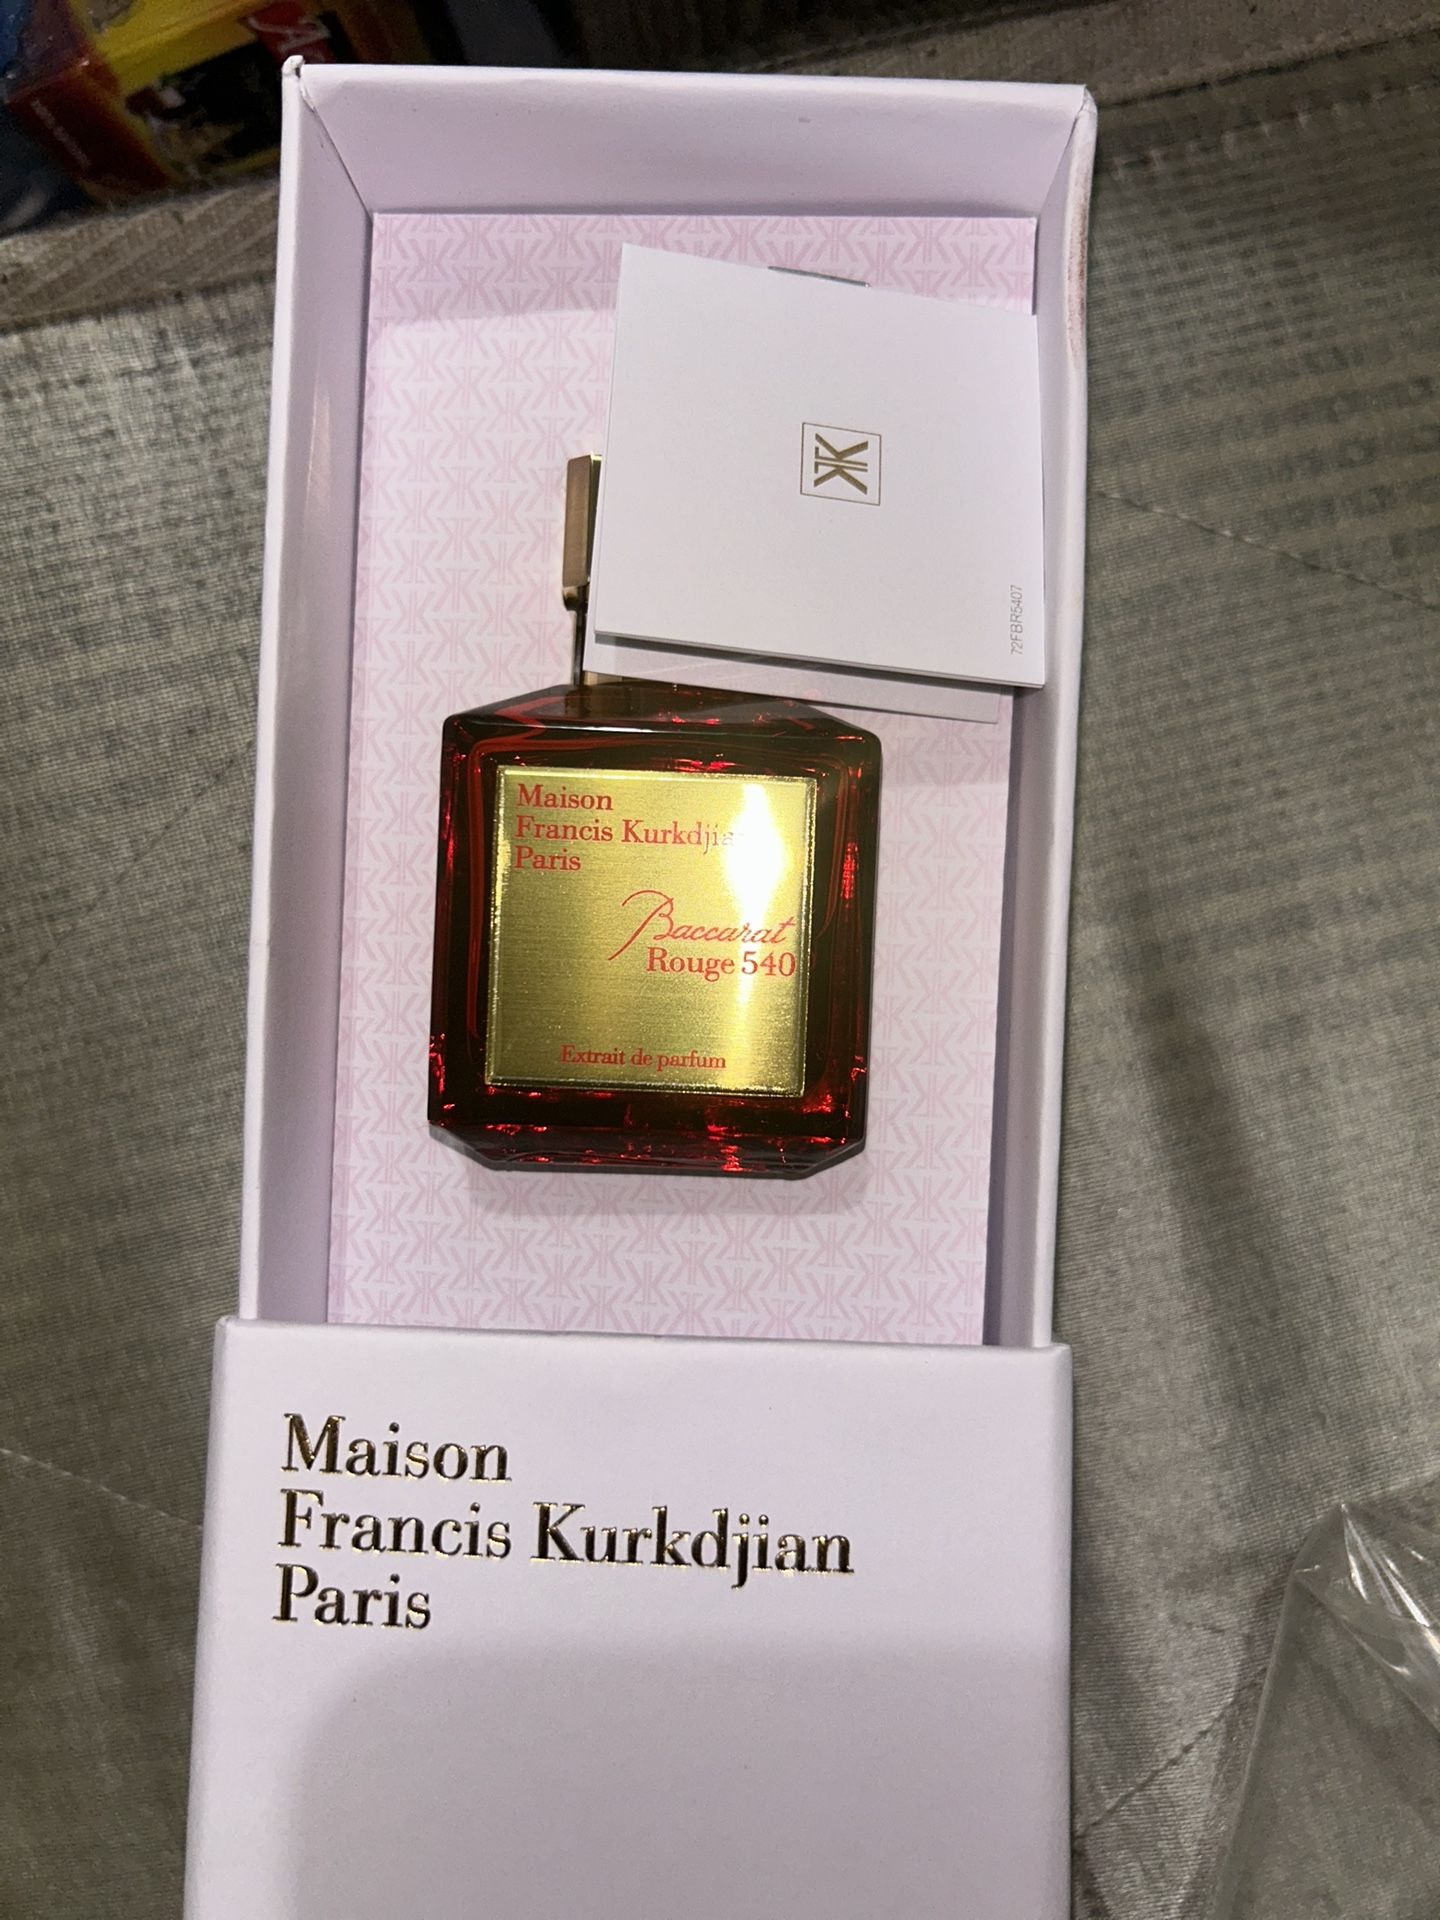 72FBR5407
Maison
Francis Kurkdjian
Paris
Baccarat
Rouge 540
Extrait de parfum
Maison
Francis Kurkdjian
Paris